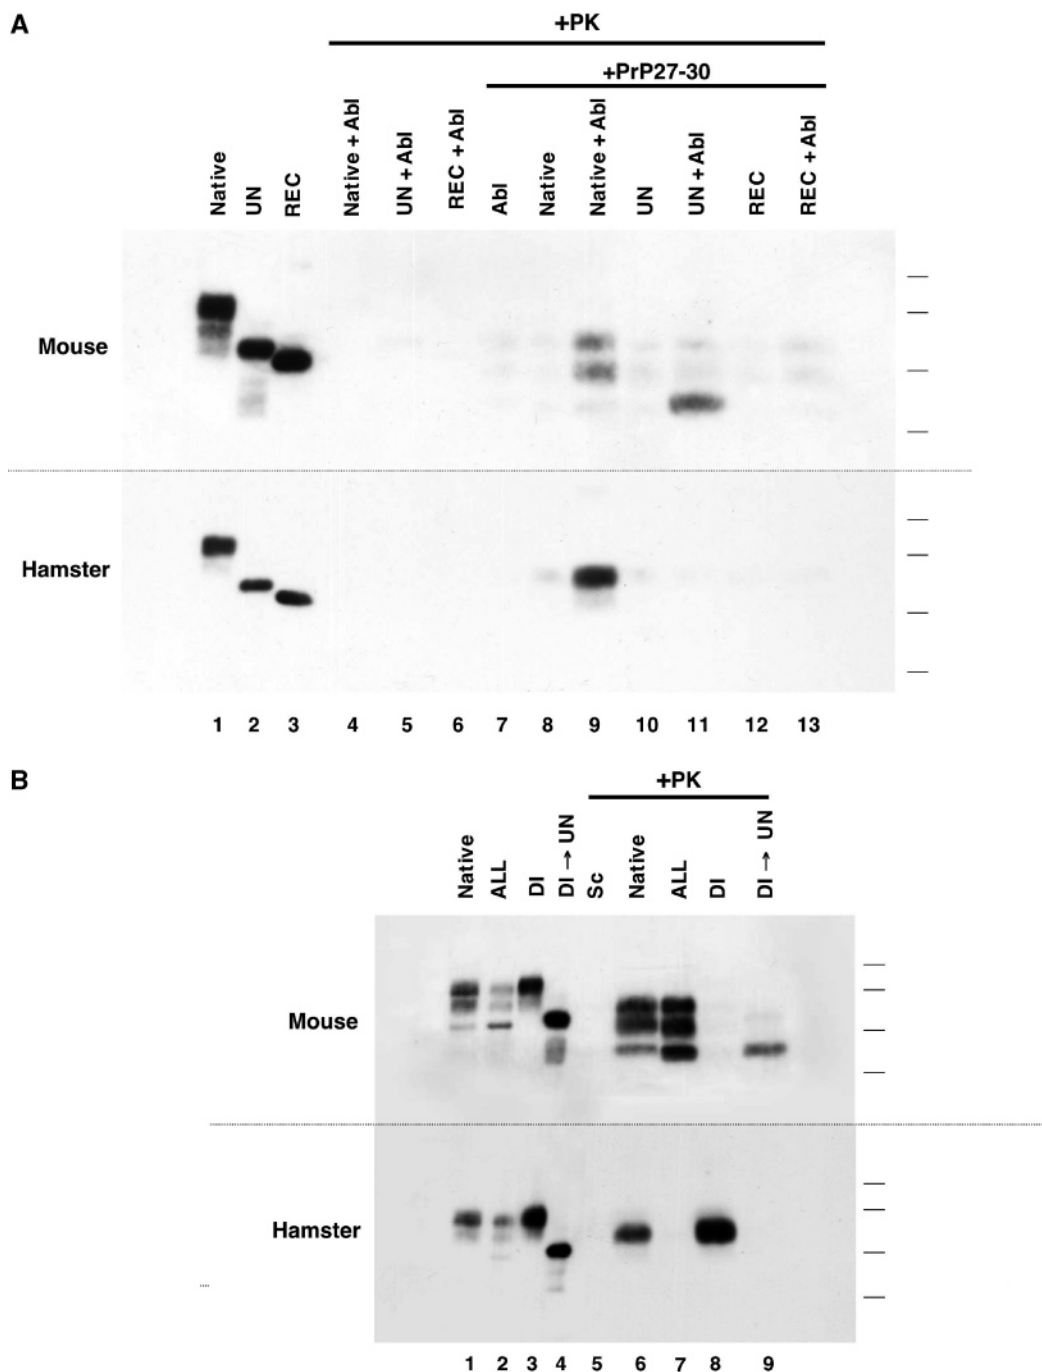 A
+PK
+PrP27-30
Native
UN
REC
Native + Abl
UN + Abl
REC + Abl
Abl
Native
Native + Abl
UN
UN + Abl
REC
REC + Abl
Mouse
Hamster
1 2 3 4 5 6 7 8 9 10 11 12 13
B
+PK
Native
ALL
DI
DI → UN
Sc
Native
ALL
DI
DI → UN
Mouse
Hamster
1 2 3 4 5 6 7 8 9